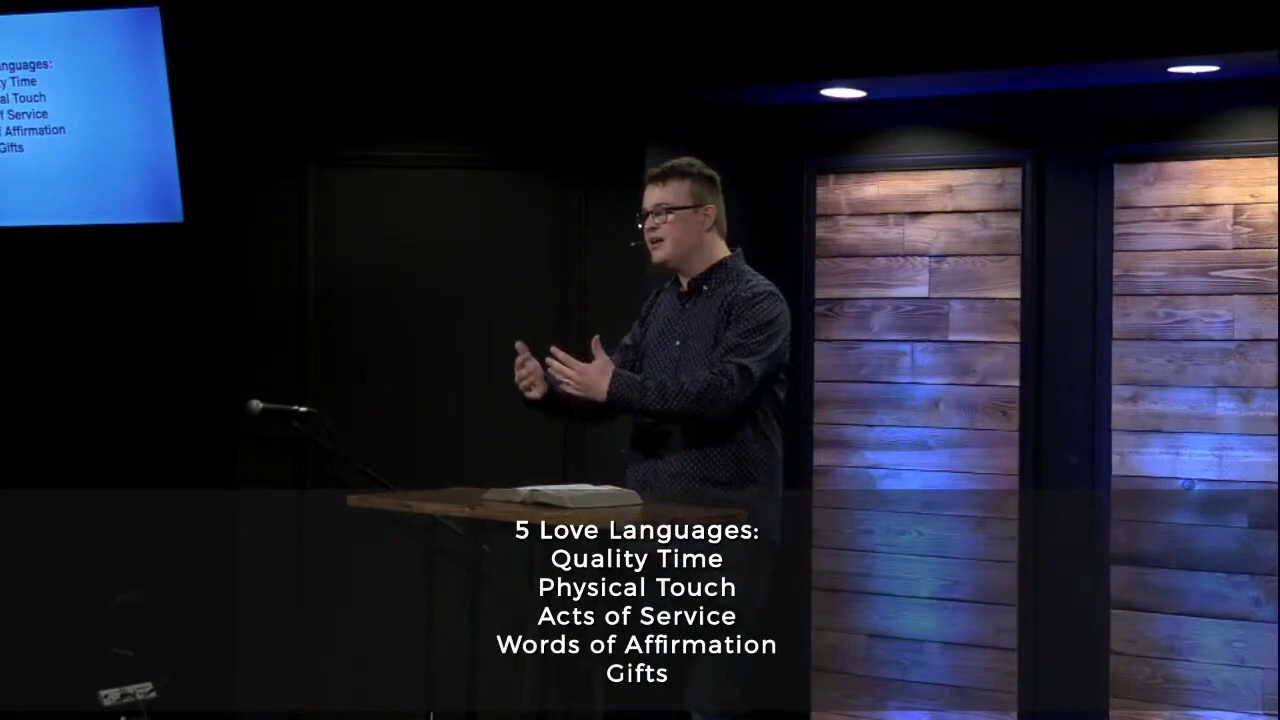 Time
Touch
Service
Affirmation
Gifts
5 Love Languages:
Quality Time
Physical Touch
Acts of Service
Words of Affirmation
Gifts